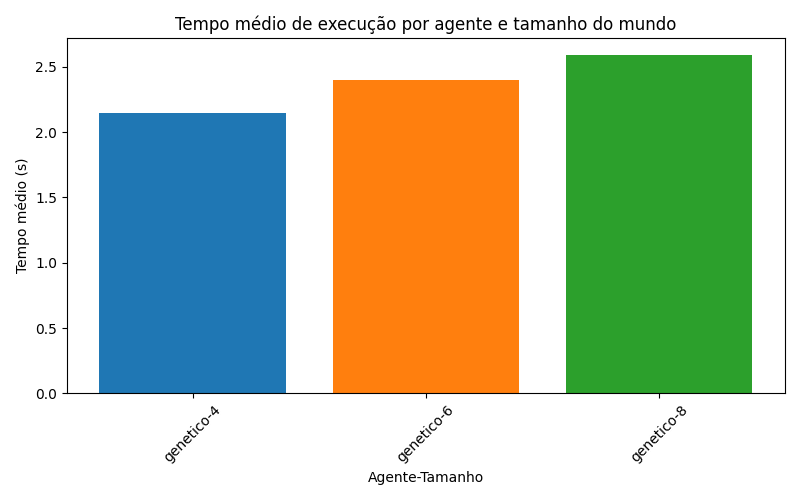 Tempo médio de execução por agente e tamanho do mundo
Tempo médio (s)
2.5
2.0
1.5
1.0
0.5
0.0
genetico-4
genetico-6
genetico-8
Agente-Tamanho